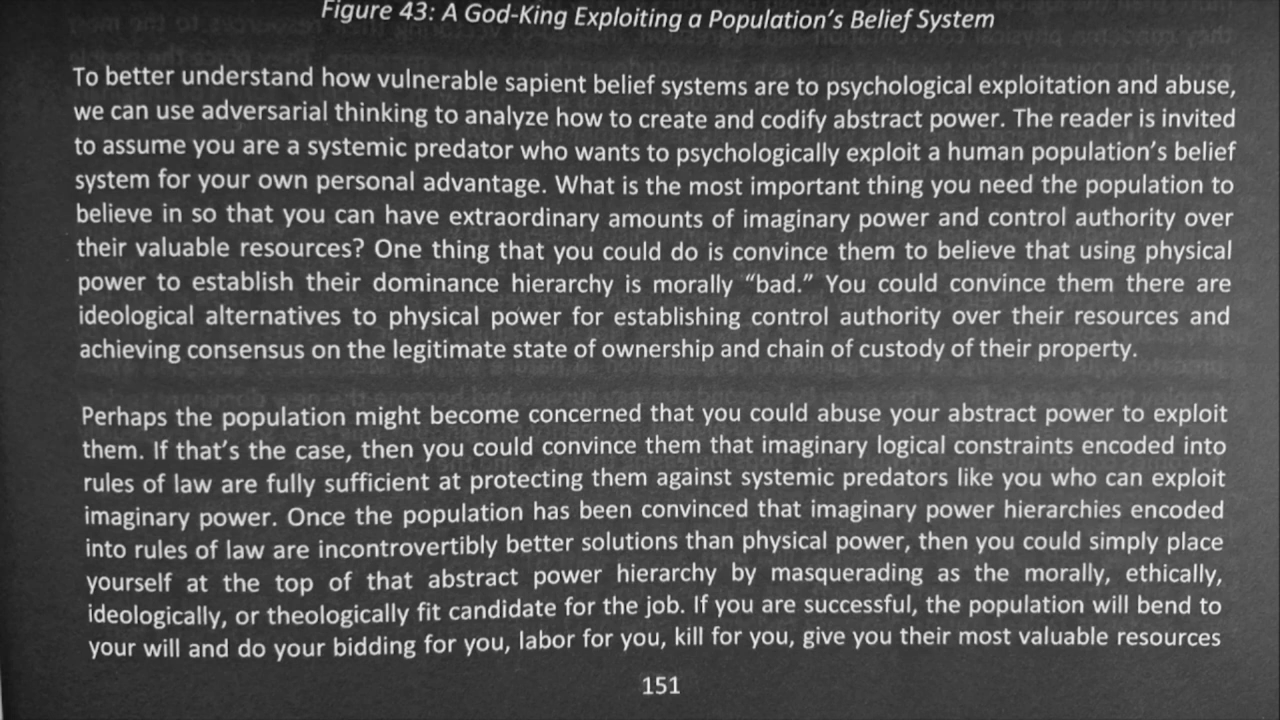 Figure 43: A God-King Exploiting a Population's Belief System
To better understand how vulnerable sapient belief systems are to psychological exploitation and abuse,
we can use adversarial thinking to analyze how to create and codify abstract power. The reader is invited
to assume you are a systemic predator who wants to psychologically exploit a human population's belief
system for your own personal advantage. What is the most important thing you need the population to
believe in so that you can have extraordinary amounts of imaginary power and control authority over
their valuable resources? One thing that you could do is convince them to believe that using physical
power to establish their dominance hierarchy is morally “bad.” You could convince them there are
ideological alternatives to physical power for establishing control authority over their resources and
achieving consensus on the legitimate state of ownership and chain of custody of their property.
Perhaps the population might become concerned that you could abuse your abstract power to exploit
them. If that's the case, then you could convince them that imaginary logical constraints encoded into
rules of law are fully sufficient at protecting them against systemic predators like you who can exploit
imaginary power. Once the population has been convinced that imaginary power hierarchies encoded
into rules of law are incontrovertibly better solutions than physical power, then you could simply place
yourself at the top of that abstract power hierarchy by masquerading as the morally, ethically,
ideologically, or theologically fit candidate for the job. If you are successful, the population will bend to
your will and do your bidding for you, labor for you, kill for you, give you their most valuable resources
151